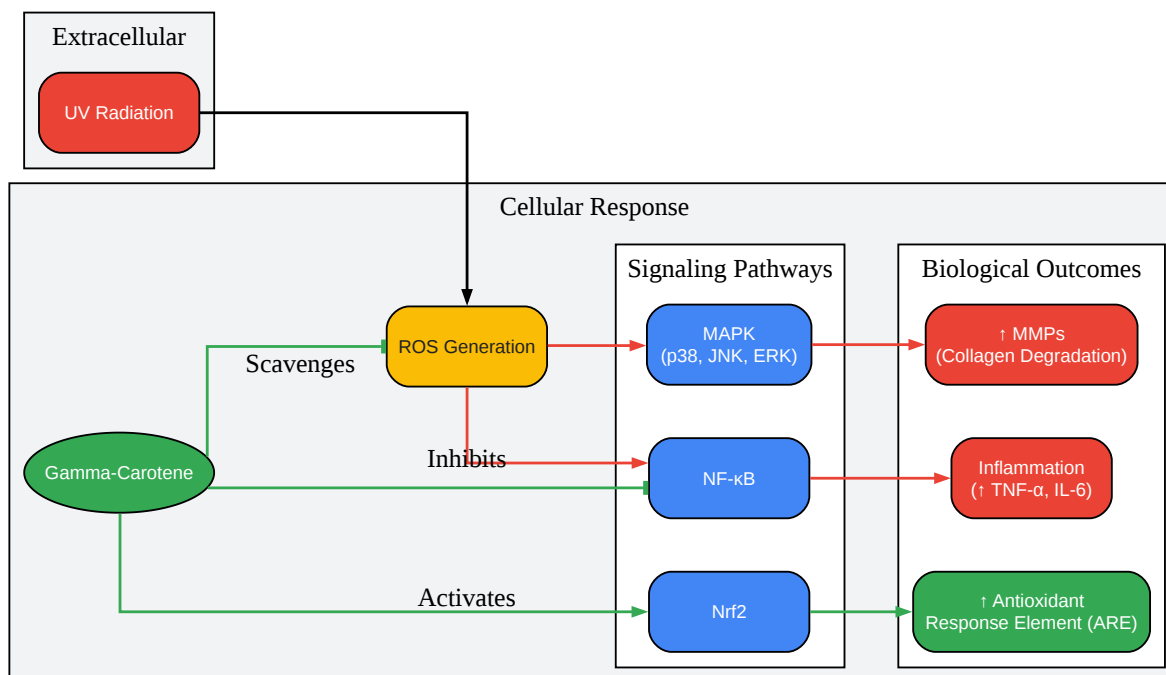 Extracellular
UV Radiation
Cellular Response
Signaling Pathways
Biological Outcomes
MAPK
(p38, JNK, ERK)
↑ MMPs
(Collagen Degradation)
ROS Generation
Scavenges
Inhibits
Gamma-Carotene
NF-κB
Inflammation
(↑ TNF-α, IL-6)
Activates
Nrf2
↑ Antioxidant
Response Element (ARE)